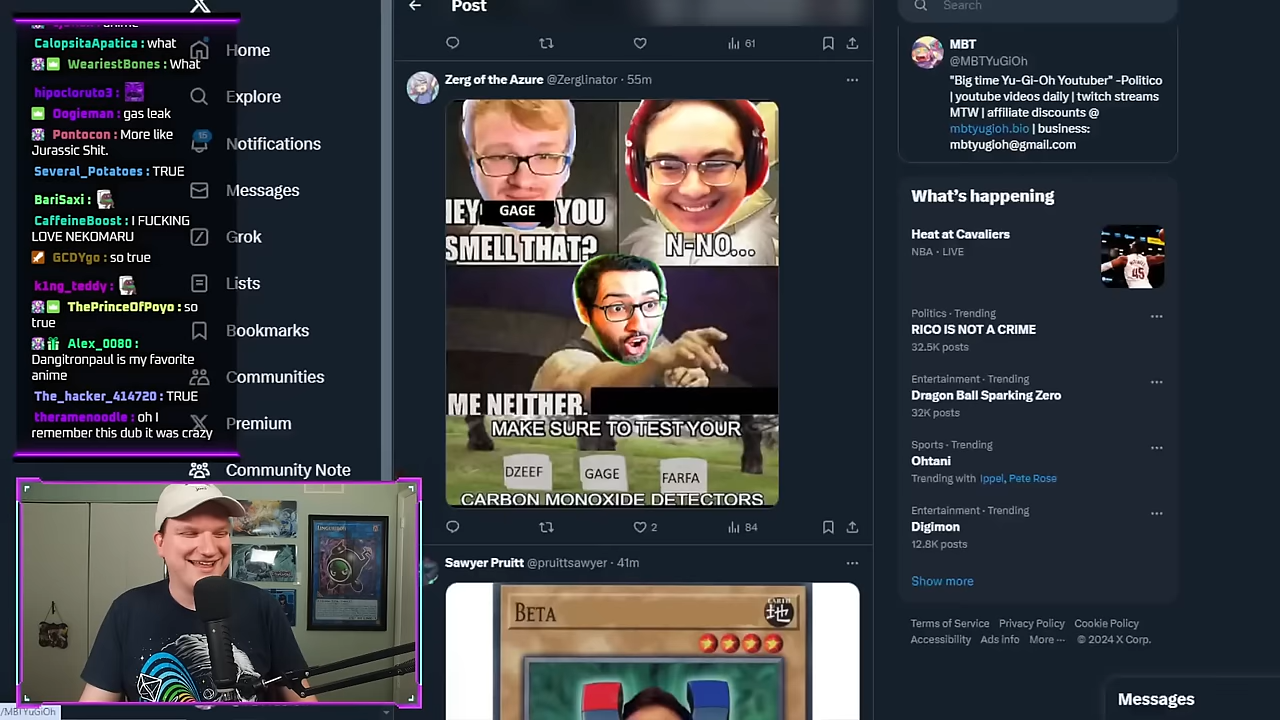 CalopsitaApatica : what
WeariestBones : What
hipocloruto3 :
Oogieman : gas leak
Pontocon : More like
Jurassic Shit.
Several_Potatoes : TRUE
BariSaxi :
CaffeineBoost : I FUCKING
LOVE NEKOMARU
GCDYgo : so true
k1ng_teddy :
ThePrinceOfPoyo : so
true
Alex_0080 :
Dangitronpaul is my favorite
anime
The_hacker_414720 : TRUE
theramenoodle : oh I
remember this dub it was crazy
Home
Explore
15
Notifications
Messages
Grok
Lists
Bookmarks
Communities
Premium
Community Note
/MBTYuGiOh
Post
61
Zerg of the Azure @ZergIinator · 55m
HEY GAGE YOU
SMELL THAT?
N-NO...
ME NEITHER.
MAKE SURE TO TEST YOUR
DZEEF GAGE FARFA
CARBON MONOXIDE DETECTORS
2 84
Sawyer Pruitt @pruittsawyer · 41m
BETA
EARTH
地
Search
MBT
@MBTYuGiOh
"Big time Yu-Gi-Oh Youtuber" -Politico
| youtube videos daily | twitch streams
MTW | affiliate discounts @
mbtyugioh.bio | business:
mbtyugioh@gmail.com
What's happening
Heat at Cavaliers
NBA · LIVE
45
Politics · Trending
RICO IS NOT A CRIME
32.5K posts
Entertainment · Trending
Dragon Ball Sparking Zero
32K posts
Sports · Trending
Ohtani
Trending with Ippei, Pete Rose
Entertainment · Trending
Digimon
12.8K posts
Show more
Terms of Service Privacy Policy Cookie Policy
Accessibility Ads info More ··· © 2024 X Corp.
Messages